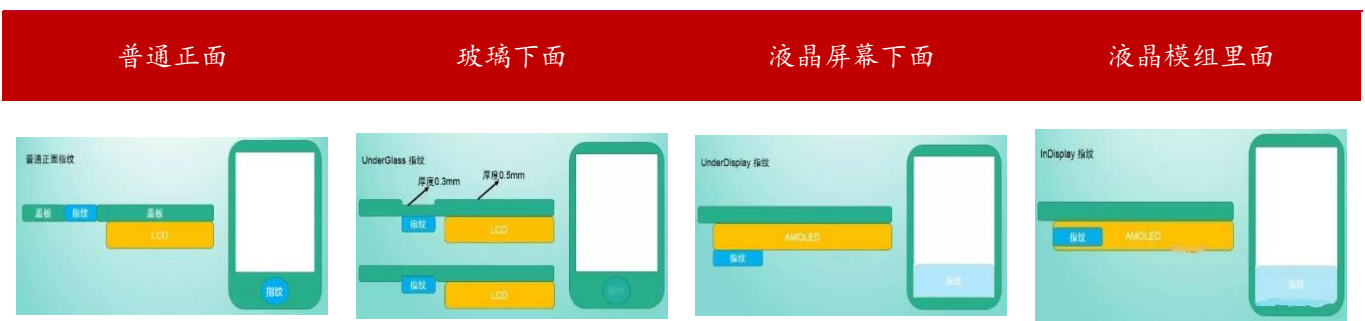 普通正面
玻璃下面
液晶屏幕下面
液晶模组里面
普通正面指纹
盖板
指纹
盖板
LCD
指纹
UnderGlass 指纹
厚度0.3mm
厚度0.5mm
指纹
LCD
指纹
LCD
指纹
UnderDisplay 指纹
AMOLED
指纹
指纹
InDisplay 指纹
指纹
AMOLED
指纹